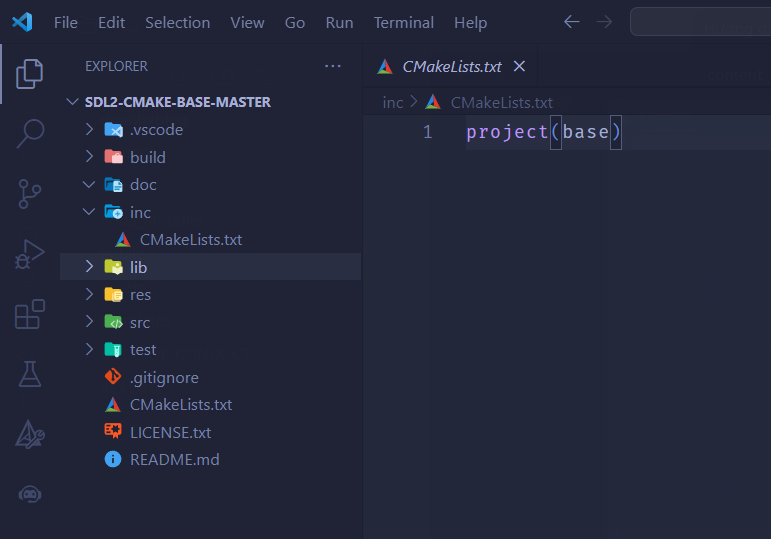 File Edit Selection View Go Run Terminal Help
EXPLORER ···
CMakeLists.txt
SDL2-CMAKE-BASE-MASTER
inc > CMakeLists.txt
.vscode
1 project(base)
build
doc
inc
CMakeLists.txt
lib
res
src
test
.gitignore
CMakeLists.txt
LICENSE.txt
README.md